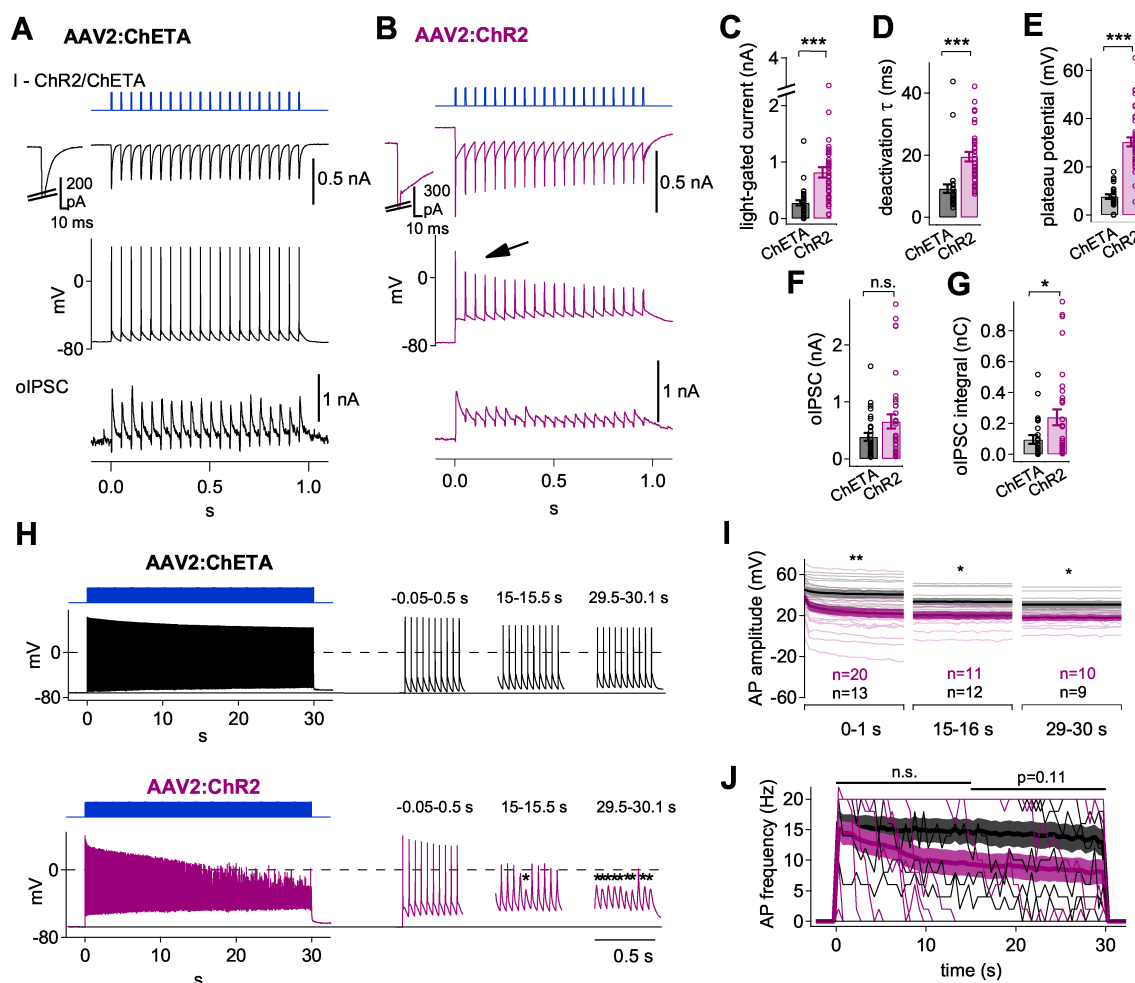 A AAV2:ChETA
I - ChR2/ChETA
200
pA
10 ms
0.5 nA
0
mV
-80
oIPSC
1 nA
0.0 0.5 1.0
s
B AAV2:ChR2
300
pA
10 ms
0.5 nA
0
mV
-80
1 nA
0.0 0.5 1.0
s
C
***
light-gated current (nA)
4
2
1
0
ChETA
ChR2
D
***
deactivation τ (ms)
40
20
0
ChETA
ChR2
E
***
plateau potential (mV)
60
40
20
0
ChETA
ChR2
F
n.s.
oIPSC (nA)
2
1
0
ChETA
ChR2
G
*
oIPSC integral (nC)
0.8
0.6
0.4
0.2
0.0
ChETA
ChR2
H
AAV2:ChETA
-0.05-0.5 s 15-15.5 s 29.5-30.1 s
0
mV
-80
0 10 20 30
s
AAV2:ChR2
-0.05-0.5 s 15-15.5 s 29.5-30.1 s
0
mV
-80
* ********* **
0 10 20 30
s
0.5 s
I
AP amplitude (mV)
60
20
-20
-60
** * *
n=20 n=11 n=10
n=13 n=12 n=9
0-1 s 15-16 s 29-30 s
J
n.s. p=0.11
AP frequency (Hz)
20
15
10
5
0
0 10 20 30
time (s)